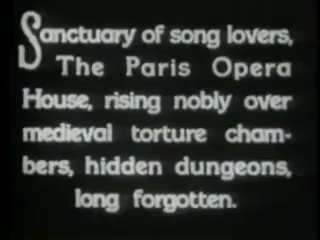 Sanctuary of song lovers,
The Paris Opera
House, rising nobly over
medieval torture cham-
bers, hidden dungeons,
long forgotten.